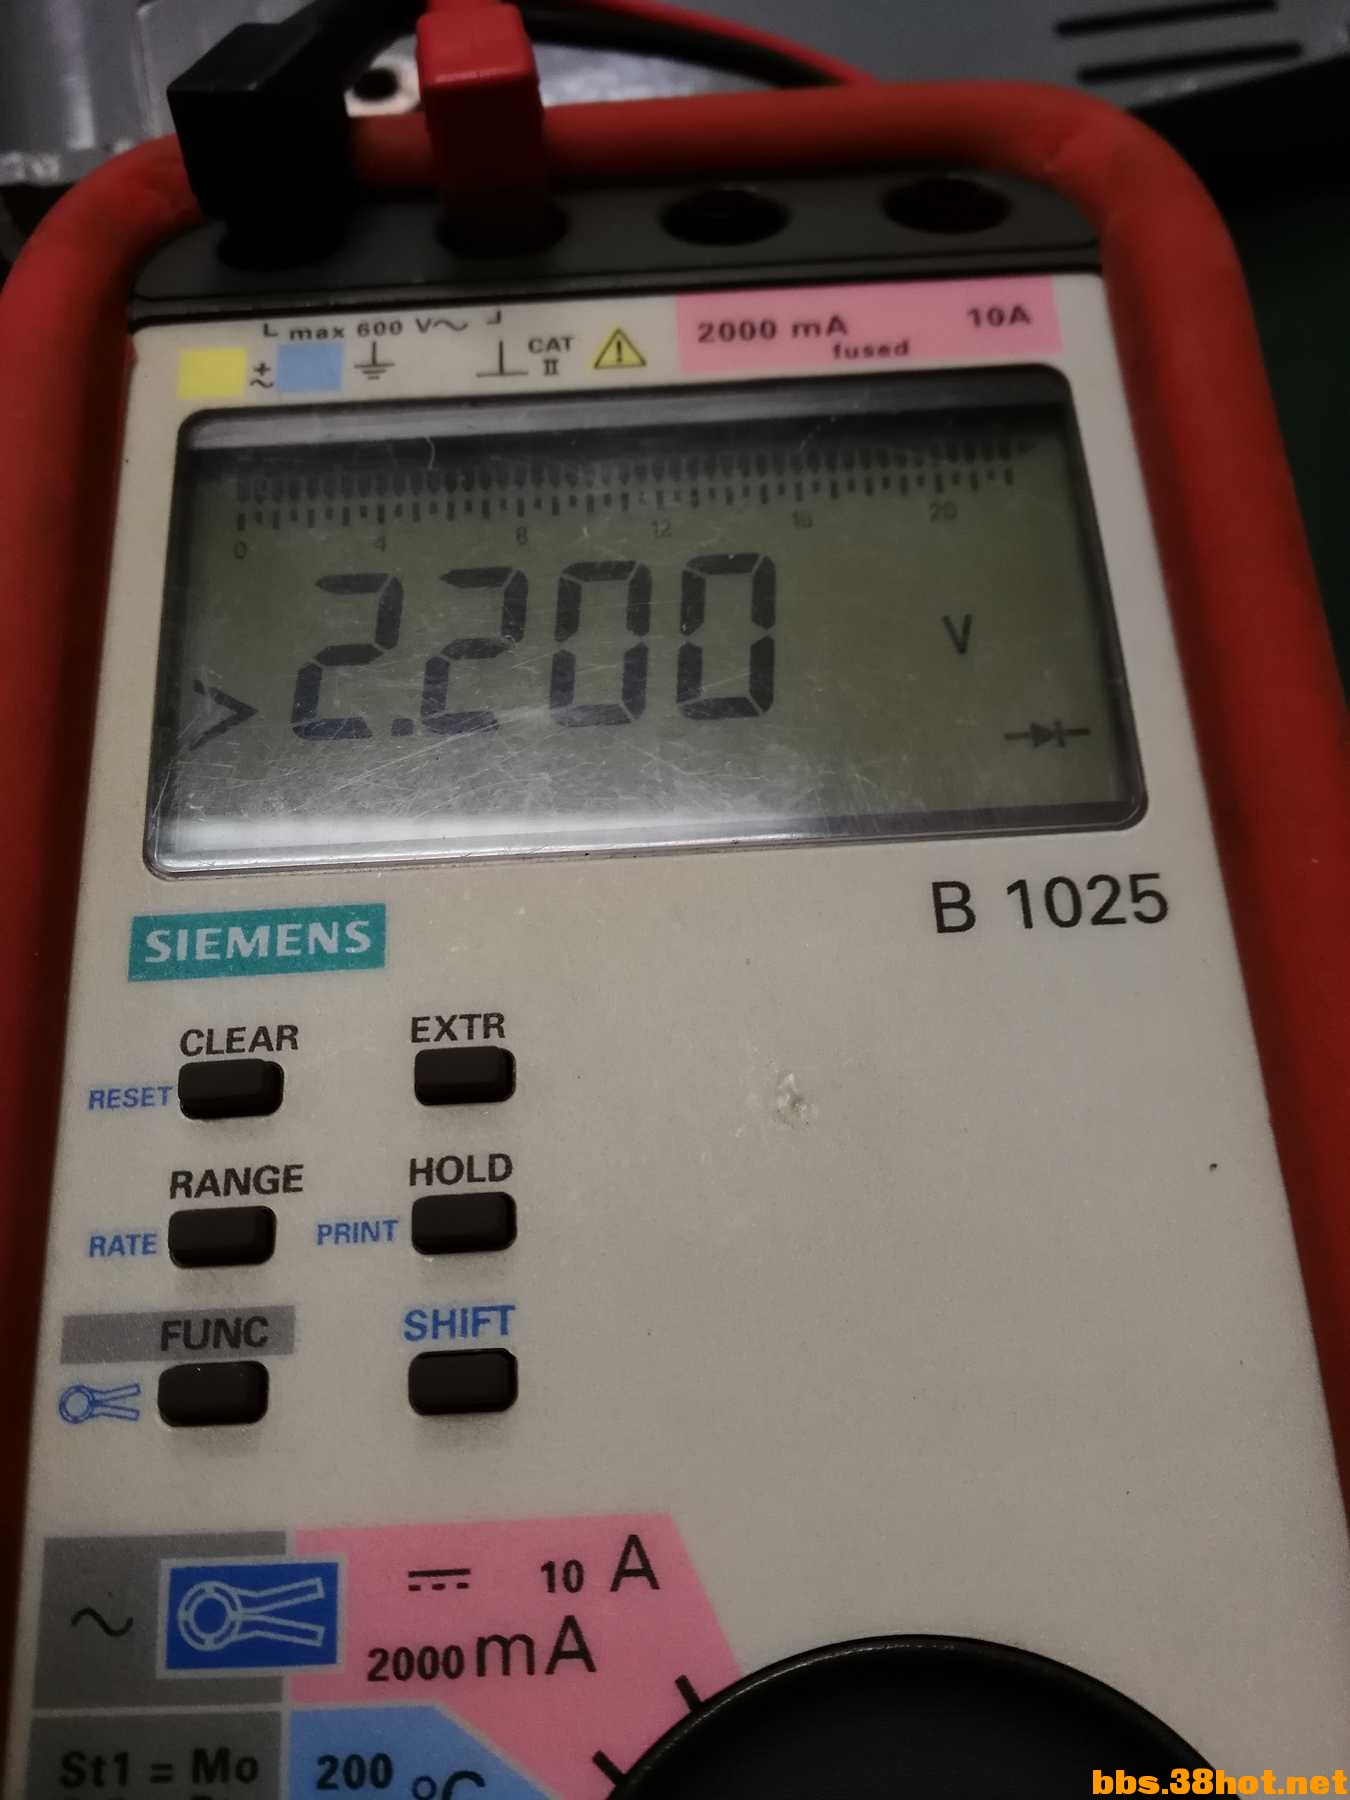 max 600 V~
2000 mA
10A
fused
CAT
II
0 4 8 12 16 20
>2.200 V
B 1025
SIEMENS
CLEAR
EXTR
RESET
RANGE
HOLD
RATE
PRINT
FUNC
SHIFT
10 A
2000 mA
St1 = Mo
200 °C
bbs.38hot.net